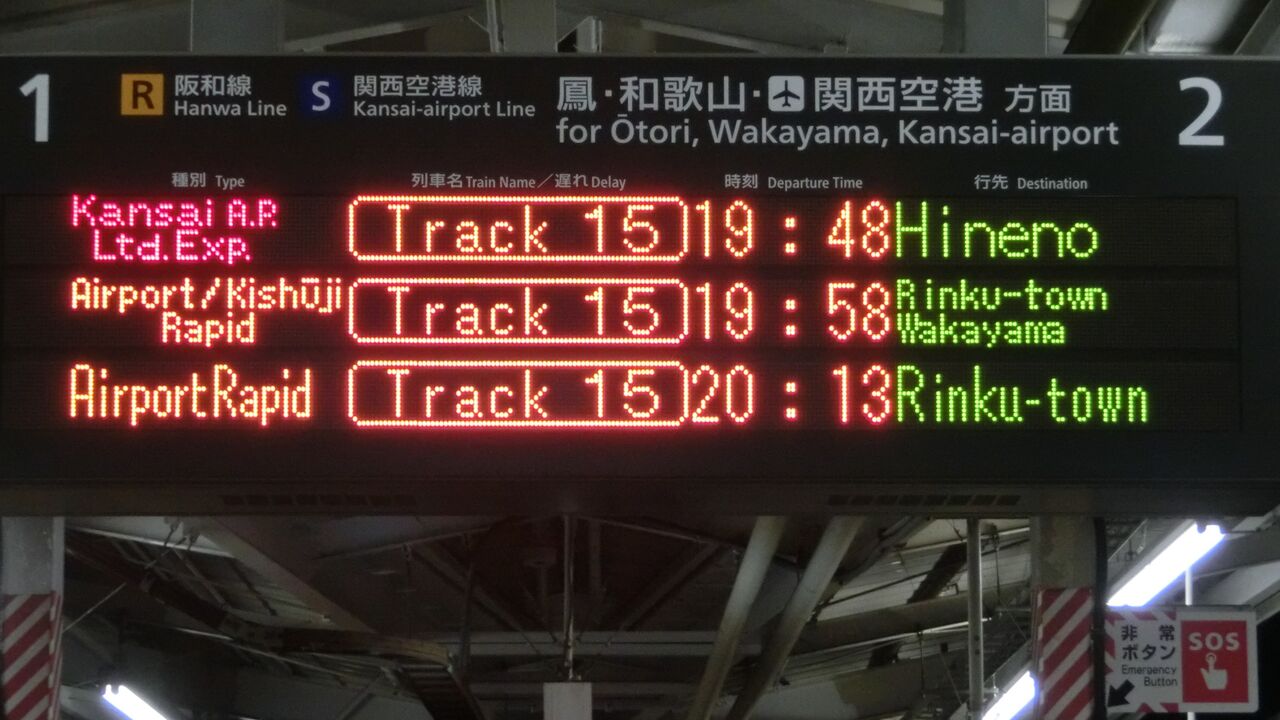 1
R 阪和線
Hanwa Line
S 関西空港線
Kansai-airport Line
鳳・和歌山・関西空港 方面
for Ōtori, Wakayama, Kansai-airport
2
種別 Type 列車名 Train Name／遅れ Delay 時刻 Departure Time 行先 Destination
Kansai A.P.
Ltd.Exp.
Track 15 19:48 Hineno
Airport/Kishūji
Rapid
Track 15 19:58 Rinku-town
Wakayama
AirportRapid Track 15 20:13 Rinku-town
非常
ボタン
Emergency
Button
SOS